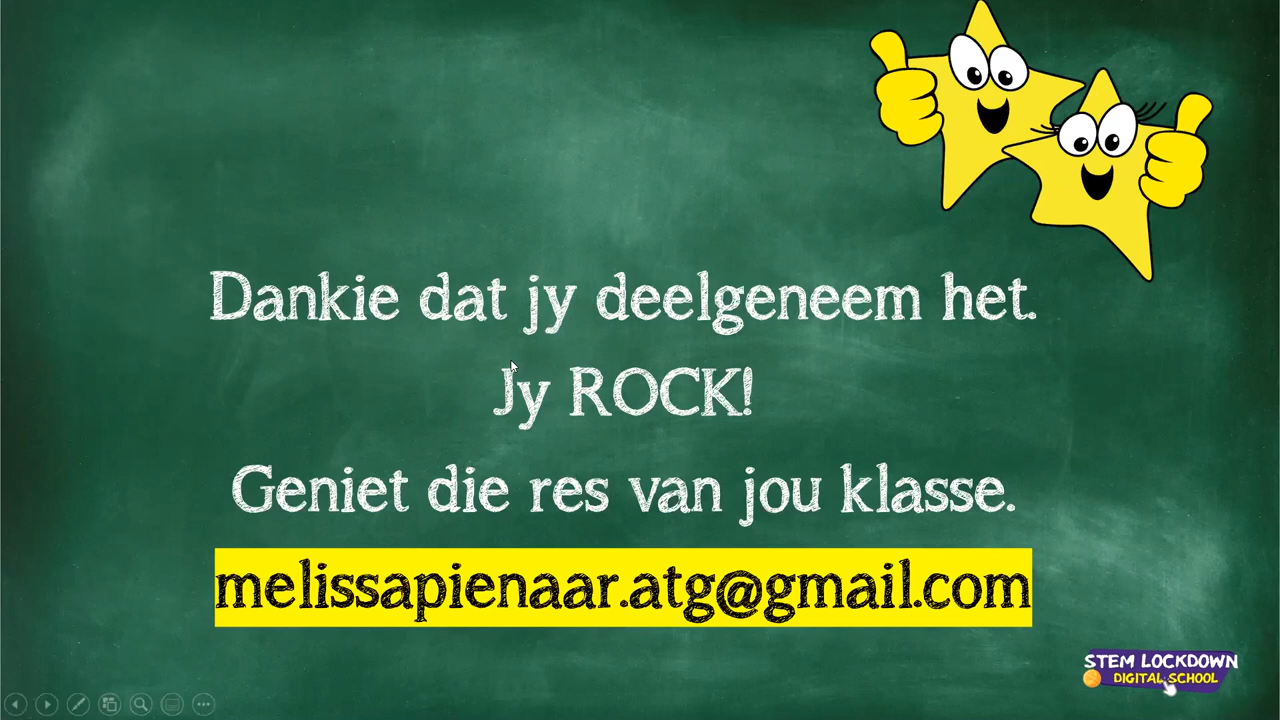 Dankie dat jy deelgeneem het.
Jy ROCK!
Geniet die res van jou klasse.
melissapienaar.atg@gmail.com
STEM LOCKDOWN
DIGITAL SCHOOL